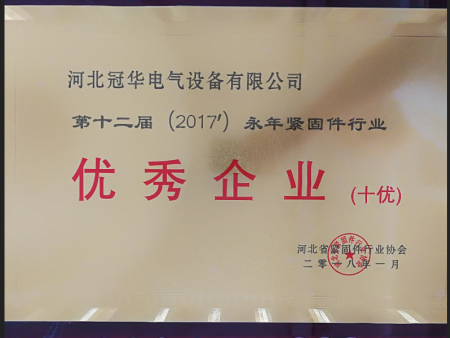 河北冠华电气设备有限公司
第十二届(2017′)永年紧固件行业
优秀企业(十优)
河北省紧固件行业协会
二零一八年一月